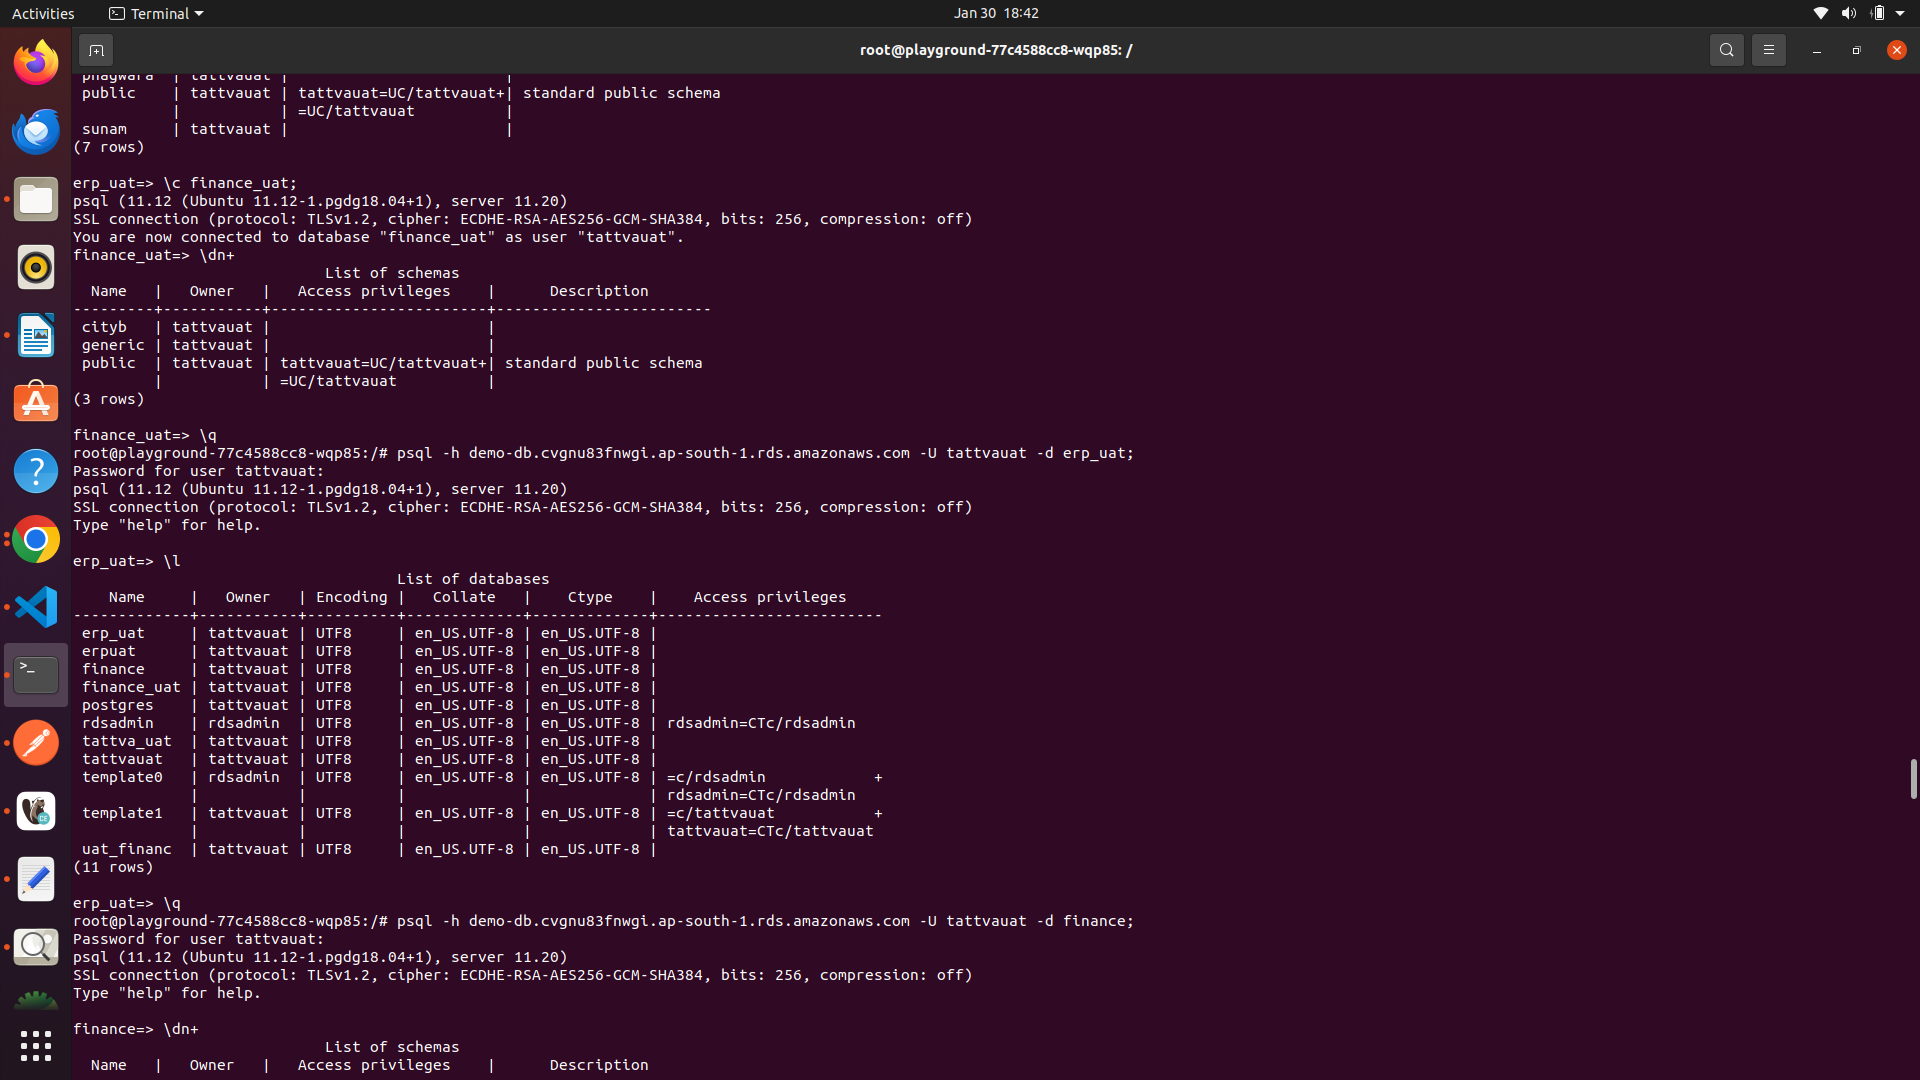 Activities
Terminal
Jan 30  18:42
root@playground-77c4588cc8-wqp85: /
 phagwara  | tattvauat |                        |
 public    | tattvauat | tattvauat=UC/tattvauat+| standard public schema
           |           | =UC/tattvauat          |
 sunam     | tattvauat |                        |
(7 rows)
erp_uat=> \c finance_uat;
psql (11.12 (Ubuntu 11.12-1.pgdg18.04+1), server 11.20)
SSL connection (protocol: TLSv1.2, cipher: ECDHE-RSA-AES256-GCM-SHA384, bits: 256, compression: off)
You are now connected to database "finance_uat" as user "tattvauat".
finance_uat=> \dn+
                            List of schemas
  Name   |   Owner   |   Access privileges    |      Description
---------+-----------+------------------------+------------------------
 cityb   | tattvauat |                        |
 generic | tattvauat |                        |
 public  | tattvauat | tattvauat=UC/tattvauat+| standard public schema
         |           | =UC/tattvauat          |
(3 rows)
finance_uat=> \q
root@playground-77c4588cc8-wqp85:/# psql -h demo-db.cvgnu83fnwgi.ap-south-1.rds.amazonaws.com -U tattvauat -d erp_uat;
Password for user tattvauat:
psql (11.12 (Ubuntu 11.12-1.pgdg18.04+1), server 11.20)
SSL connection (protocol: TLSv1.2, cipher: ECDHE-RSA-AES256-GCM-SHA384, bits: 256, compression: off)
Type "help" for help.
erp_uat=> \l
                                    List of databases
    Name     |   Owner   | Encoding |   Collate   |    Ctype    |    Access privileges
-------------+-----------+----------+-------------+-------------+-------------------------
 erp_uat     | tattvauat | UTF8     | en_US.UTF-8 | en_US.UTF-8 |
 erpuat      | tattvauat | UTF8     | en_US.UTF-8 | en_US.UTF-8 |
 finance     | tattvauat | UTF8     | en_US.UTF-8 | en_US.UTF-8 |
 finance_uat | tattvauat | UTF8     | en_US.UTF-8 | en_US.UTF-8 |
 postgres    | tattvauat | UTF8     | en_US.UTF-8 | en_US.UTF-8 |
 rdsadmin    | rdsadmin  | UTF8     | en_US.UTF-8 | en_US.UTF-8 | rdsadmin=CTc/rdsadmin
 tattva_uat  | tattvauat | UTF8     | en_US.UTF-8 | en_US.UTF-8 |
 tattvauat   | tattvauat | UTF8     | en_US.UTF-8 | en_US.UTF-8 |
 template0   | rdsadmin  | UTF8     | en_US.UTF-8 | en_US.UTF-8 | =c/rdsadmin            +
             |           |          |             |             | rdsadmin=CTc/rdsadmin
 template1   | tattvauat | UTF8     | en_US.UTF-8 | en_US.UTF-8 | =c/tattvauat           +
             |           |          |             |             | tattvauat=CTc/tattvauat
 uat_financ  | tattvauat | UTF8     | en_US.UTF-8 | en_US.UTF-8 |
(11 rows)
erp_uat=> \q
root@playground-77c4588cc8-wqp85:/# psql -h demo-db.cvgnu83fnwgi.ap-south-1.rds.amazonaws.com -U tattvauat -d finance;
Password for user tattvauat:
psql (11.12 (Ubuntu 11.12-1.pgdg18.04+1), server 11.20)
SSL connection (protocol: TLSv1.2, cipher: ECDHE-RSA-AES256-GCM-SHA384, bits: 256, compression: off)
Type "help" for help.
finance=> \dn+
                            List of schemas
  Name   |   Owner   |   Access privileges    |      Description